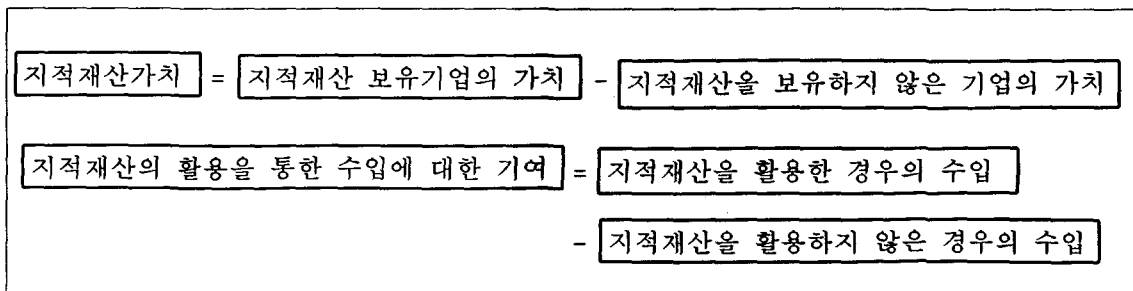 지적재산가치 = 지적재산 보유기업의 가치 - 지적재산을 보유하지 않은 기업의 가치
지적재산의 활용을 통한 수입에 대한 기여 = 지적재산을 활용한 경우의 수입
- 지적재산을 활용하지 않은 경우의 수입